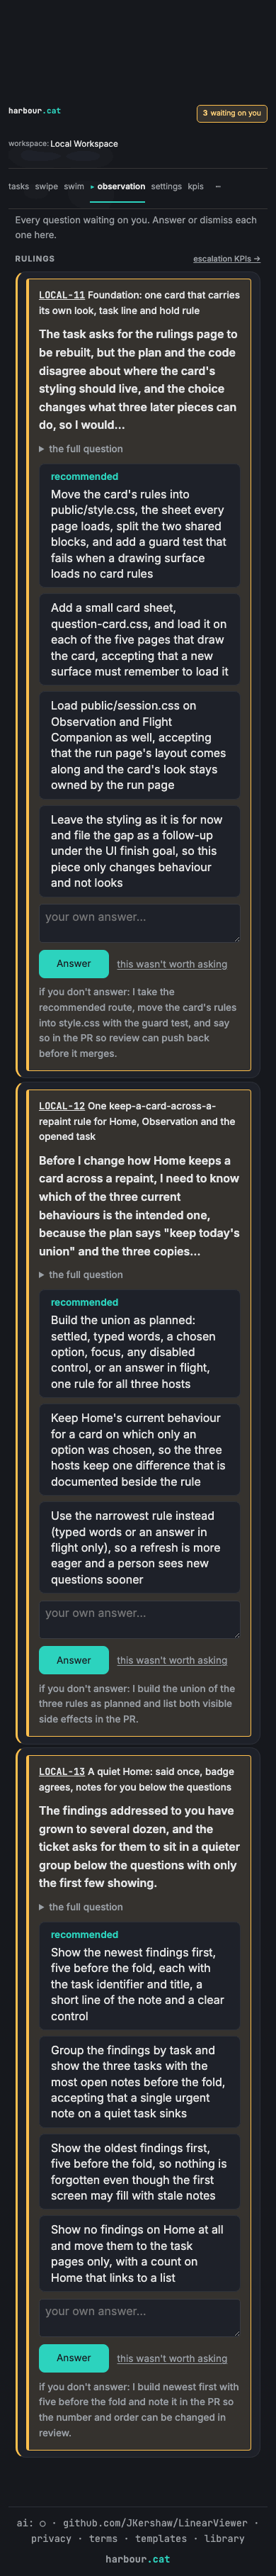 harbour.cat
3 waiting on you
workspace: Local Workspace
tasks swipe swim ▸ observation settings kpis ⋯
Every question waiting on you. Answer or dismiss each
one here.
RULINGS
escalation KPIs →
LOCAL-11 Foundation: one card that carries
its own look, task line and hold rule
The task asks for the rulings page to
be rebuilt, but the plan and the code
disagree about where the card's
styling should live, and the choice
changes what three later pieces can
do, so I would...
▸ the full question
recommended
Move the card's rules into
public/style.css, the sheet every
page loads, split the two shared
blocks, and add a guard test that
fails when a drawing surface
loads no card rules
Add a small card sheet,
question-card.css, and load it on
each of the five pages that draw
the card, accepting that a new
surface must remember to load it
Load public/session.css on
Observation and Flight
Companion as well, accepting
that the run page's layout comes
along and the card's look stays
owned by the run page
Leave the styling as it is for now
and file the gap as a follow-up
under the UI finish goal, so this
piece only changes behaviour
and not looks
your own answer...
Answer
this wasn't worth asking
if you don't answer: I take the
recommended route, move the card's rules
into style.css with the guard test, and say
so in the PR so review can push back
before it merges.
LOCAL-12 One keep-a-card-across-a-
repaint rule for Home, Observation and the
opened task
Before I change how Home keeps a
card across a repaint, I need to know
which of the three current
behaviours is the intended one,
because the plan says "keep today's
union" and the three copies...
▸ the full question
recommended
Build the union as planned:
settled, typed words, a chosen
option, focus, any disabled
control, or an answer in flight,
one rule for all three hosts
Keep Home's current behaviour
for a card on which only an
option was chosen, so the three
hosts keep one difference that is
documented beside the rule
Use the narrowest rule instead
(typed words or an answer in
flight only), so a refresh is more
eager and a person sees new
questions sooner
your own answer...
Answer
this wasn't worth asking
if you don't answer: I build the union of the
three rules as planned and list both visible
side effects in the PR.
LOCAL-13 A quiet Home: said once, badge
agrees, notes for you below the questions
The findings addressed to you have
grown to several dozen, and the
ticket asks for them to sit in a quieter
group below the questions with only
the first few showing.
▸ the full question
recommended
Show the newest findings first,
five before the fold, each with
the task identifier and title, a
short line of the note and a clear
control
Group the findings by task and
show the three tasks with the
most open notes before the fold,
accepting that a single urgent
note on a quiet task sinks
Show the oldest findings first,
five before the fold, so nothing is
forgotten even though the first
screen may fill with stale notes
Show no findings on Home at all
and move them to the task
pages only, with a count on
Home that links to a list
your own answer...
Answer
this wasn't worth asking
if you don't answer: I build newest first with
five before the fold and note it in the PR so
the number and order can be changed in
review.
ai: ○ · github.com/JKershaw/LinearViewer ·
privacy · terms · templates · library
harbour.cat